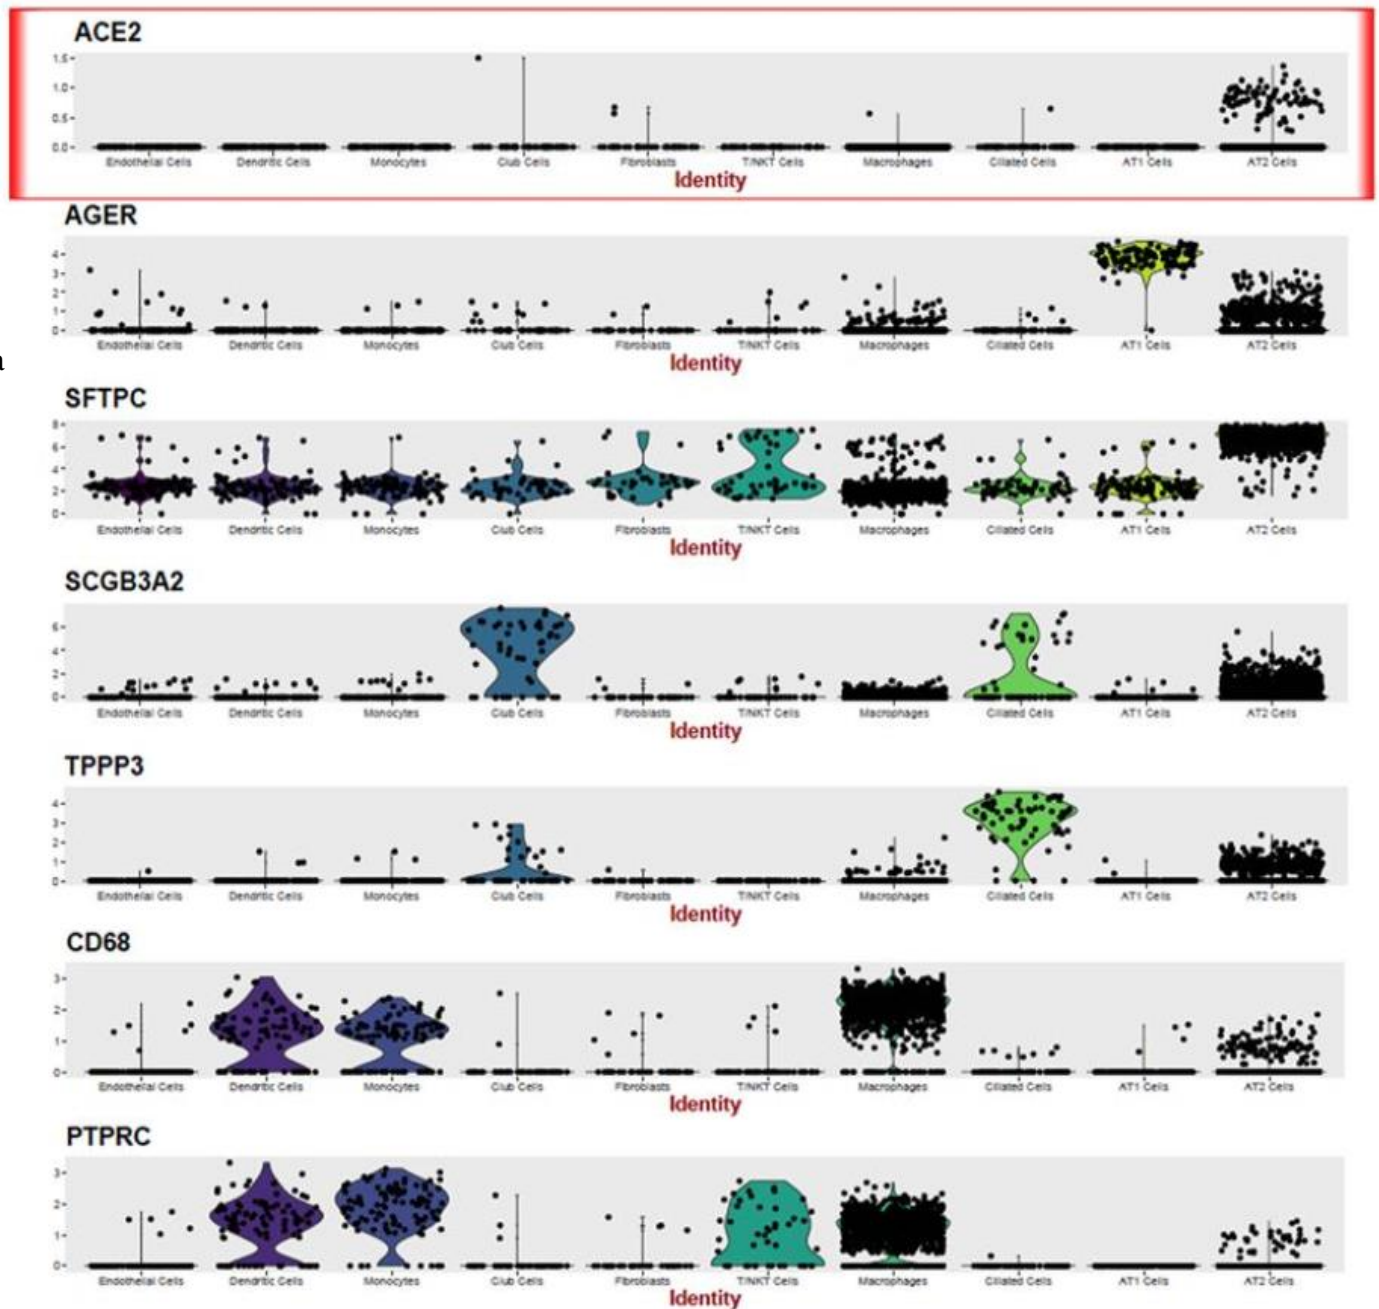 ACE2
1.5
1.0
0.5
0.0
Endothelial Cells Dendritic Cells Monocytes Club Cells Fibroblasts T/NKT Cells Macrophages Ciliated Cells AT1 Cells AT2 Cells
Identity
AGER
4
3
2
1
0
Endothelial Cells Dendritic Cells Monocytes Club Cells Fibroblasts T/NKT Cells Macrophages Ciliated Cells AT1 Cells AT2 Cells
a
Identity
SFTPC
8
6
4
2
0
Endothelial Cells Dendritic Cells Monocytes Club Cells Fibroblasts T/NKT Cells Macrophages Ciliated Cells AT1 Cells AT2 Cells
Identity
SCGB3A2
6
4
2
0
Endothelial Cells Dendritic Cells Monocytes Club Cells Fibroblasts T/NKT Cells Macrophages Ciliated Cells AT1 Cells AT2 Cells
Identity
TPPP3
4
3
2
1
0
Endothelial Cells Dendritic Cells Monocytes Club Cells Fibroblasts T/NKT Cells Macrophages Ciliated Cells AT1 Cells AT2 Cells
Identity
CD68
3
2
1
0
Endothelial Cells Dendritic Cells Monocytes Club Cells Fibroblasts T/NKT Cells Macrophages Ciliated Cells AT1 Cells AT2 Cells
Identity
PTPRC
3
2
1
0
Endothelial Cells Dendritic Cells Monocytes Club Cells Fibroblasts T/NKT Cells Macrophages Ciliated Cells AT1 Cells AT2 Cells
Identity